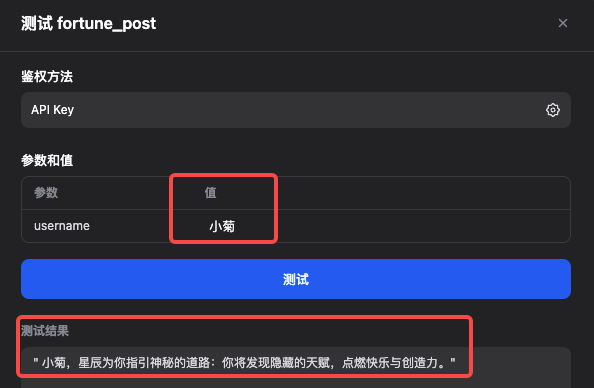 测试 fortune_post
鉴权方法
API Key
参数和值
参数 值
username 小菊
测试
测试结果
" 小菊，星辰为你指引神秘的道路：你将发现隐藏的天赋，点燃快乐与创造力。"